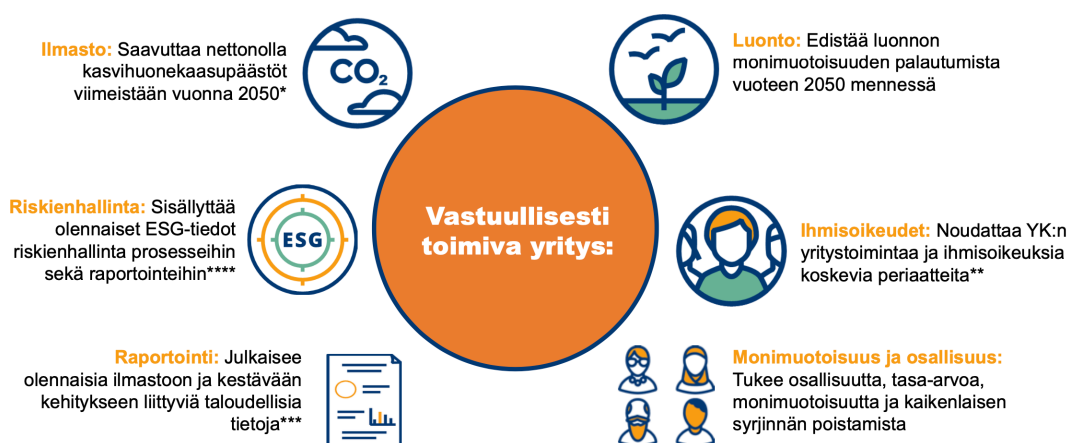 Ilmasto: Saavuttaa nettonolla
kasvihuonekaasupäästöt
viimeistään vuonna 2050*
CO₂
Luonto: Edistää luonnon
monimuotoisuuden palautumista
vuoteen 2050 mennessä
Riskienhallinta: Sisällyttää
olennaiset ESG-tiedot
riskienhallinta prosesseihin
sekä raportointeihin****
ESG
Vastuullisesti
toimiva yritys:
Ihmisoikeudet: Noudattaa YK:n
yritystoimintaa ja ihmisoikeuksia
koskevia periaatteita**
Raportointi: Julkaisee
olennaisia ilmastoon ja kestävään
kehitykseen liittyviä taloudellisia
tietoja***
Monimuotoisuus ja osallisuus:
Tukee osallisuutta, tasa-arvoa,
monimuotoisuutta ja kaikenlaisen
syrjinnän poistamista